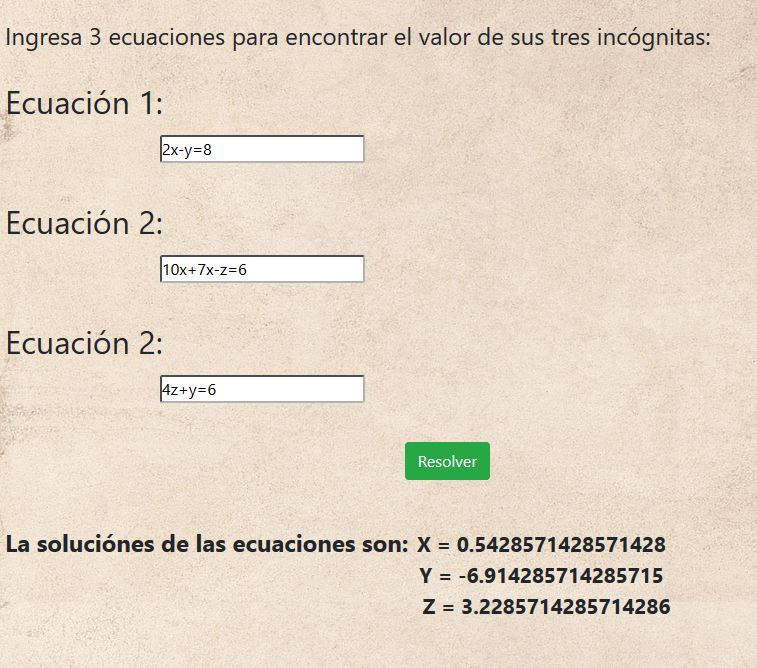 Ingresa 3 ecuaciones para encontrar el valor de sus tres incógnitas:
Ecuación 1:
2x-y=8
Ecuación 2:
10x+7x-z=6
Ecuación 2:
4z+y=6
Resolver
La soluciónes de las ecuaciones son: X = 0.5428571428571428
Y = -6.914285714285715
Z = 3.2285714285714286